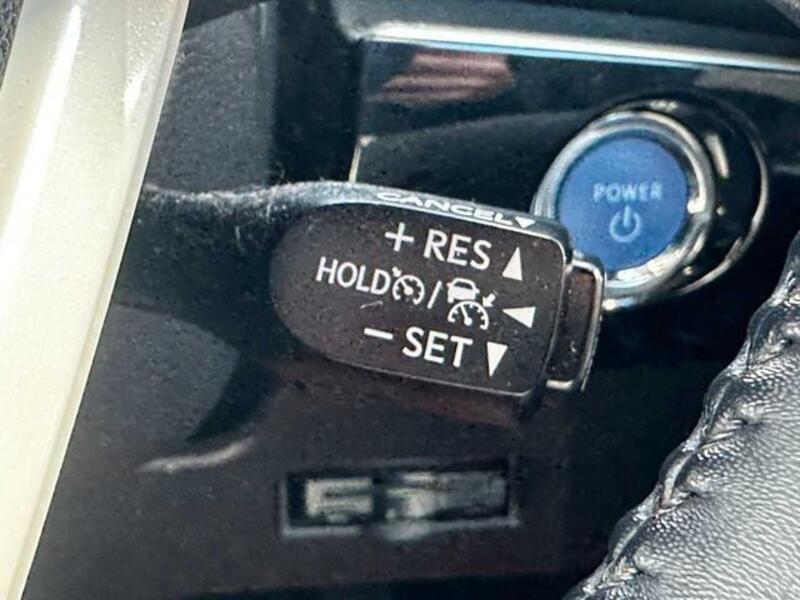 CANCEL▼
POWER
+ RES ▲
HOLD / ◀
− SET ▼